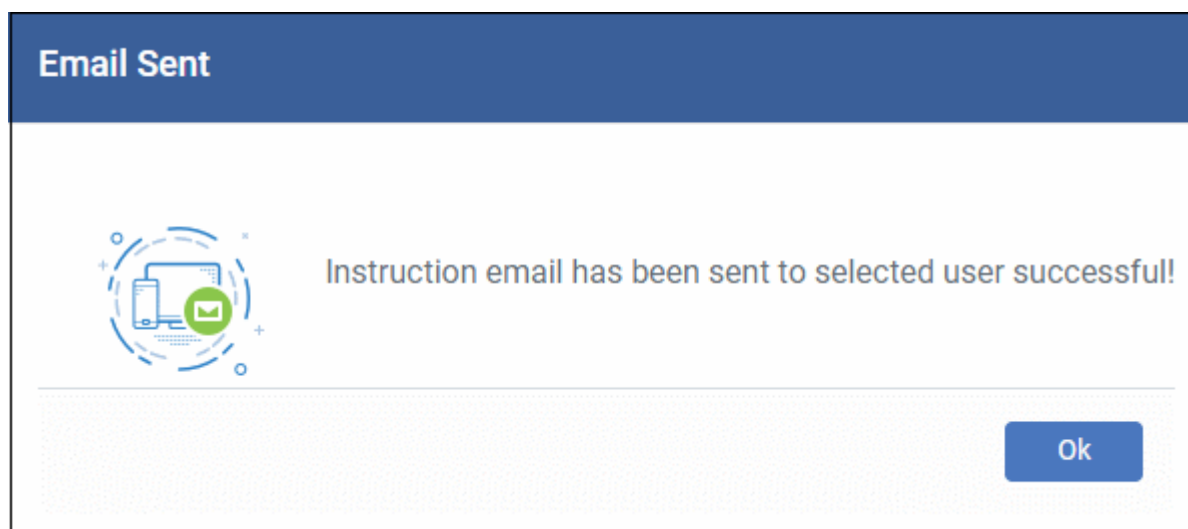 Email Sent
Instruction email has been sent to selected user successful!
Ok